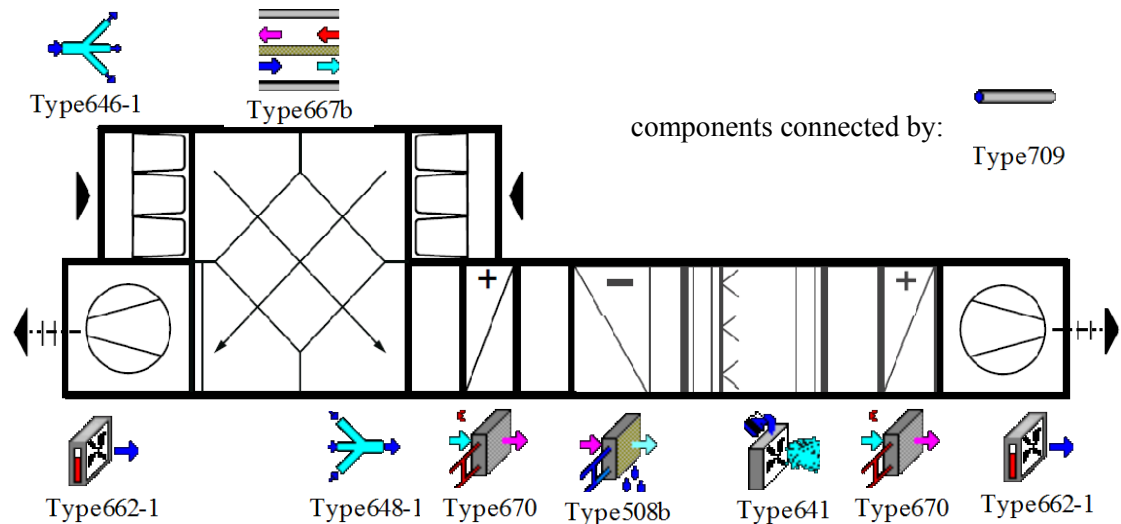 Type646-1
Type667b
components connected by:
Type709
+
−
+
Type662-1
Type648-1
Type670
Type508b
Type641
Type670
Type662-1